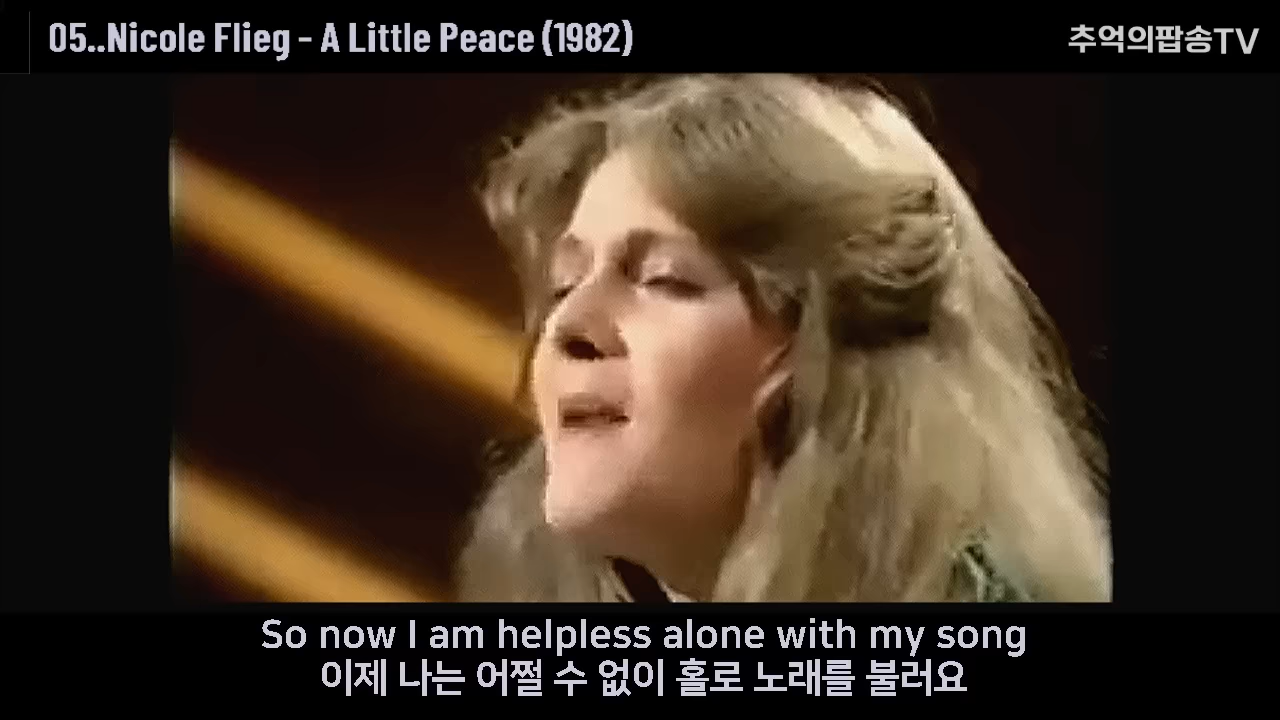 05..Nicole Flieg - A Little Peace (1982)
추억의팝송TV
So now I am helpless alone with my song
이제 나는 어쩔 수 없이 홀로 노래를 불러요